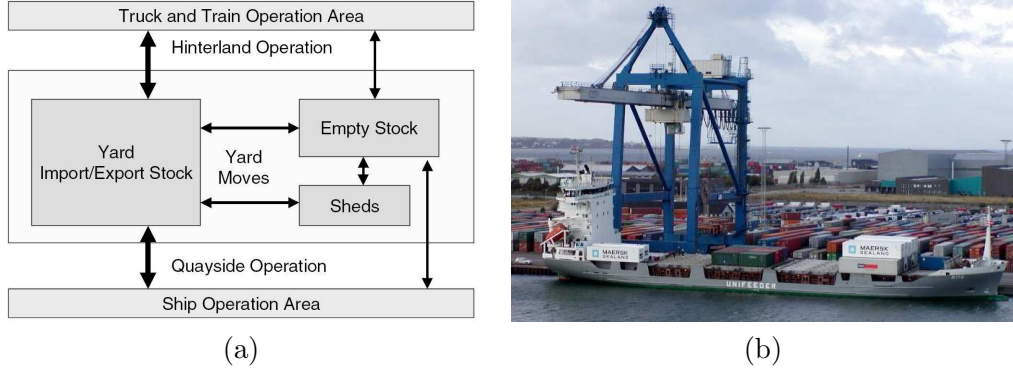 Truck and Train Operation Area
Hinterland Operation
Empty Stock
Yard
Import/Export Stock
Yard
Moves
Sheds
Quayside Operation
Ship Operation Area
(a)
MAERSK
SEALAND
MAERSK
SEALAND
UNIFEEDER
(b)